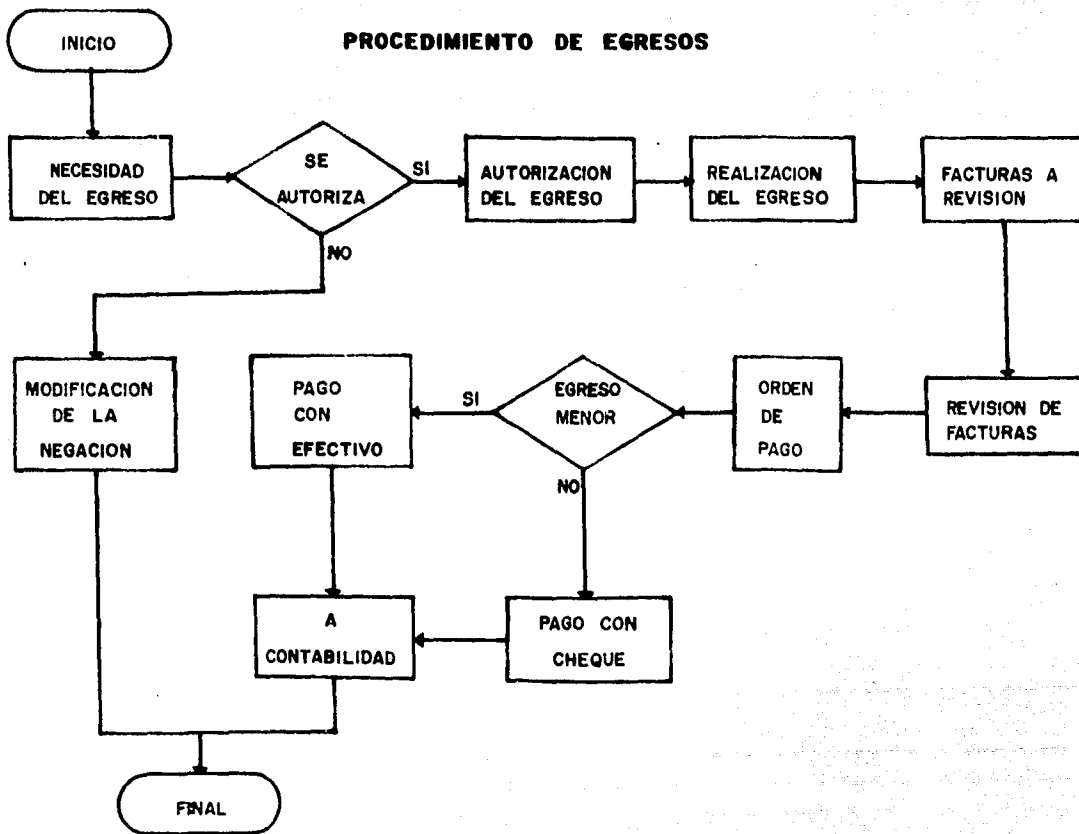 INICIO
PROCEDIMIENTO DE EGRESOS
NECESIDAD
DEL EGRESO
SE
AUTORIZA
SI
AUTORIZACION
DEL EGRESO
REALIZACION
DEL EGRESO
FACTURAS A
REVISION
NO
MODIFICACION
DE LA
NEGACION
PAGO
CON
EFECTIVO
SI
EGRESO
MENOR
ORDEN
DE
PAGO
REVISION DE
FACTURAS
NO
A
CONTABILIDAD
PAGO CON
CHEQUE
FINAL